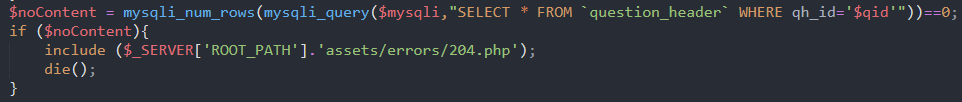 $noContent = mysqli_num_rows(mysqli_query($mysqli,"SELECT * FROM `question_header` WHERE qh_id='$qid'"))==0;
if ($noContent){
    include ($_SERVER['ROOT_PATH'].'assets/errors/204.php');
    die();
}